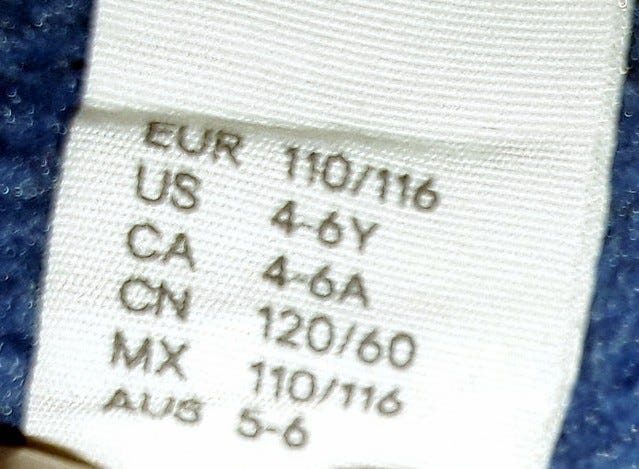 EUR 110/116
US 4-6Y
CA 4-6A
CN 120/60
MX 110/116
AUS 5-6